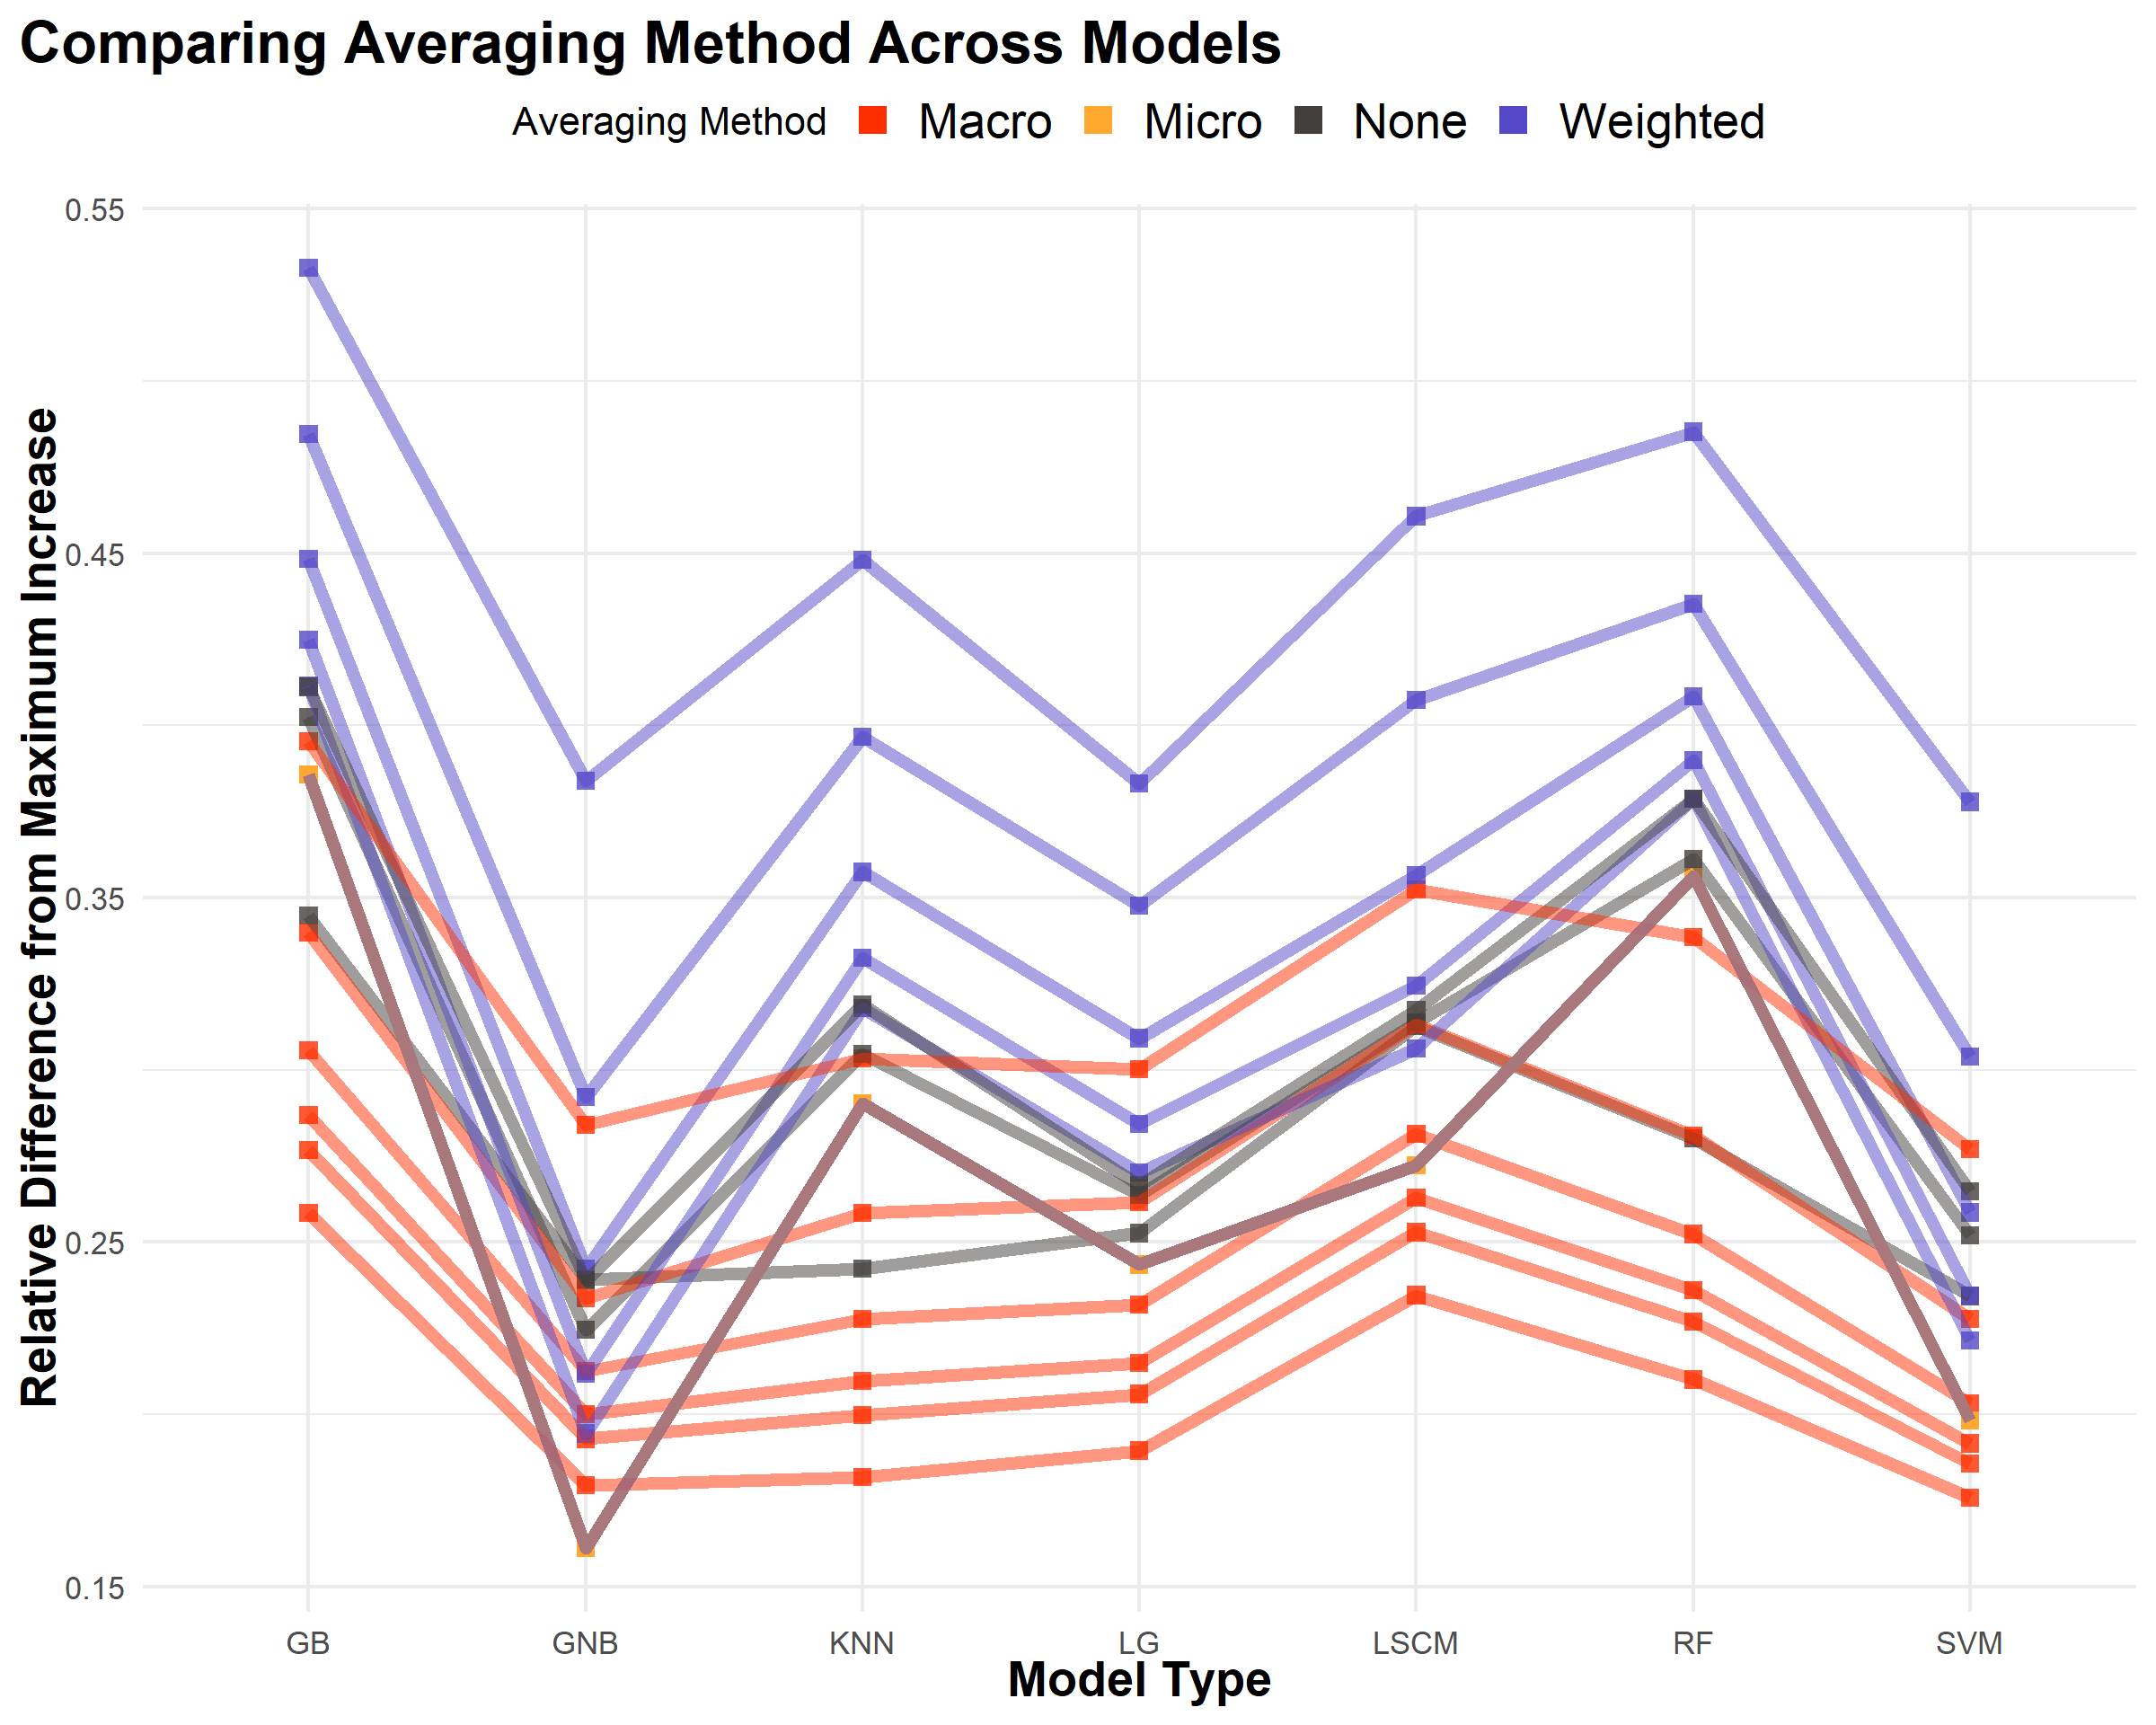 Comparing Averaging Method Across Models
Averaging Method Macro Micro None Weighted
Relative Difference from Maximum Increase
0.55
0.45
0.35
0.25
0.15
GB GNB KNN LG LSCM RF SVM
Model Type